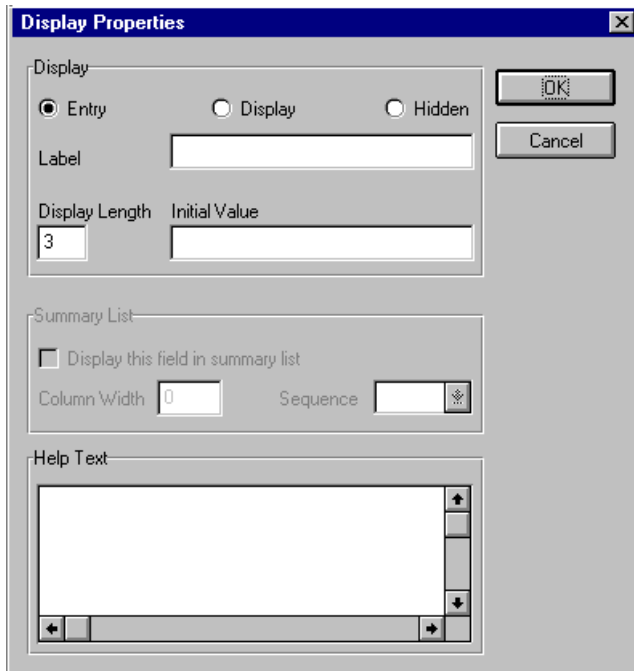 Display Properties
Display
Entry Display Hidden
Label
Display Length Initial Value
3
Summary List
Display this field in summary list
Column Width 0 Sequence
Help Text
OK
Cancel